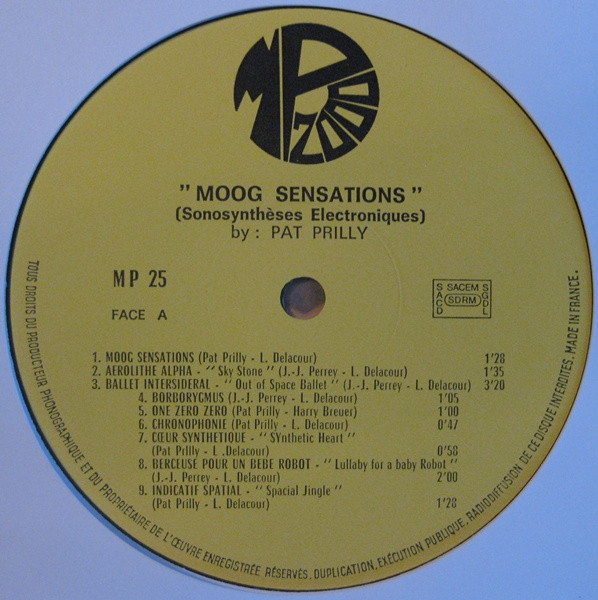 MP 2000
" MOOG SENSATIONS "
(Sonosynthèses Electroniques)
by : PAT PRILLY
MP 25
FACE A
SACD SACEM SDRM SGDL
1. MOOG SENSATIONS (Pat Prilly - L. Delacour) 1'28
2. AEROLITHE ALPHA - " Sky Stone " (J.- J. Perrey - L. Delacour) 1'35
3. BALLET INTERSIDERAL - " Out of Space Ballet " (J.-J. Perrey - L. Delacour) 3'20
4. BORBORYGMUS (J.-J. Perrey - L. Delacour) 1'05
5. ONE ZERO ZERO (Pat Prilly - Harry Breuer) 1'00
6. CHRONOPHONIE (Pat Prilly - L. Delacour) 0'47
7. CŒUR SYNTHETIQUE - " SYnthetic Heart "
(Pat Prilly - L .Delacour) 0'58
8. BERCEUSE POUR UN BEBE ROBOT - " Lullaby for a baby Robot "
(J.-J. Perrey - L. Delacour) 2'00
9. INDICATIF SPATIAL - " Spacial Jingle "
(Pat Prilly - L. Delacour) 1'28
TOUS DROITS DU PRODUCTEUR PHONOGRAPHIQUE ET DU PROPRIÉTAIRE DE L'ŒUVRE ENREGISTRÉE RÉSERVÉS, DUPLICATION, EXÉCUTION PUBLIQUE, RADIODIFFUSION DE CE DISQUE INTERDITES. MADE IN FRANCE.